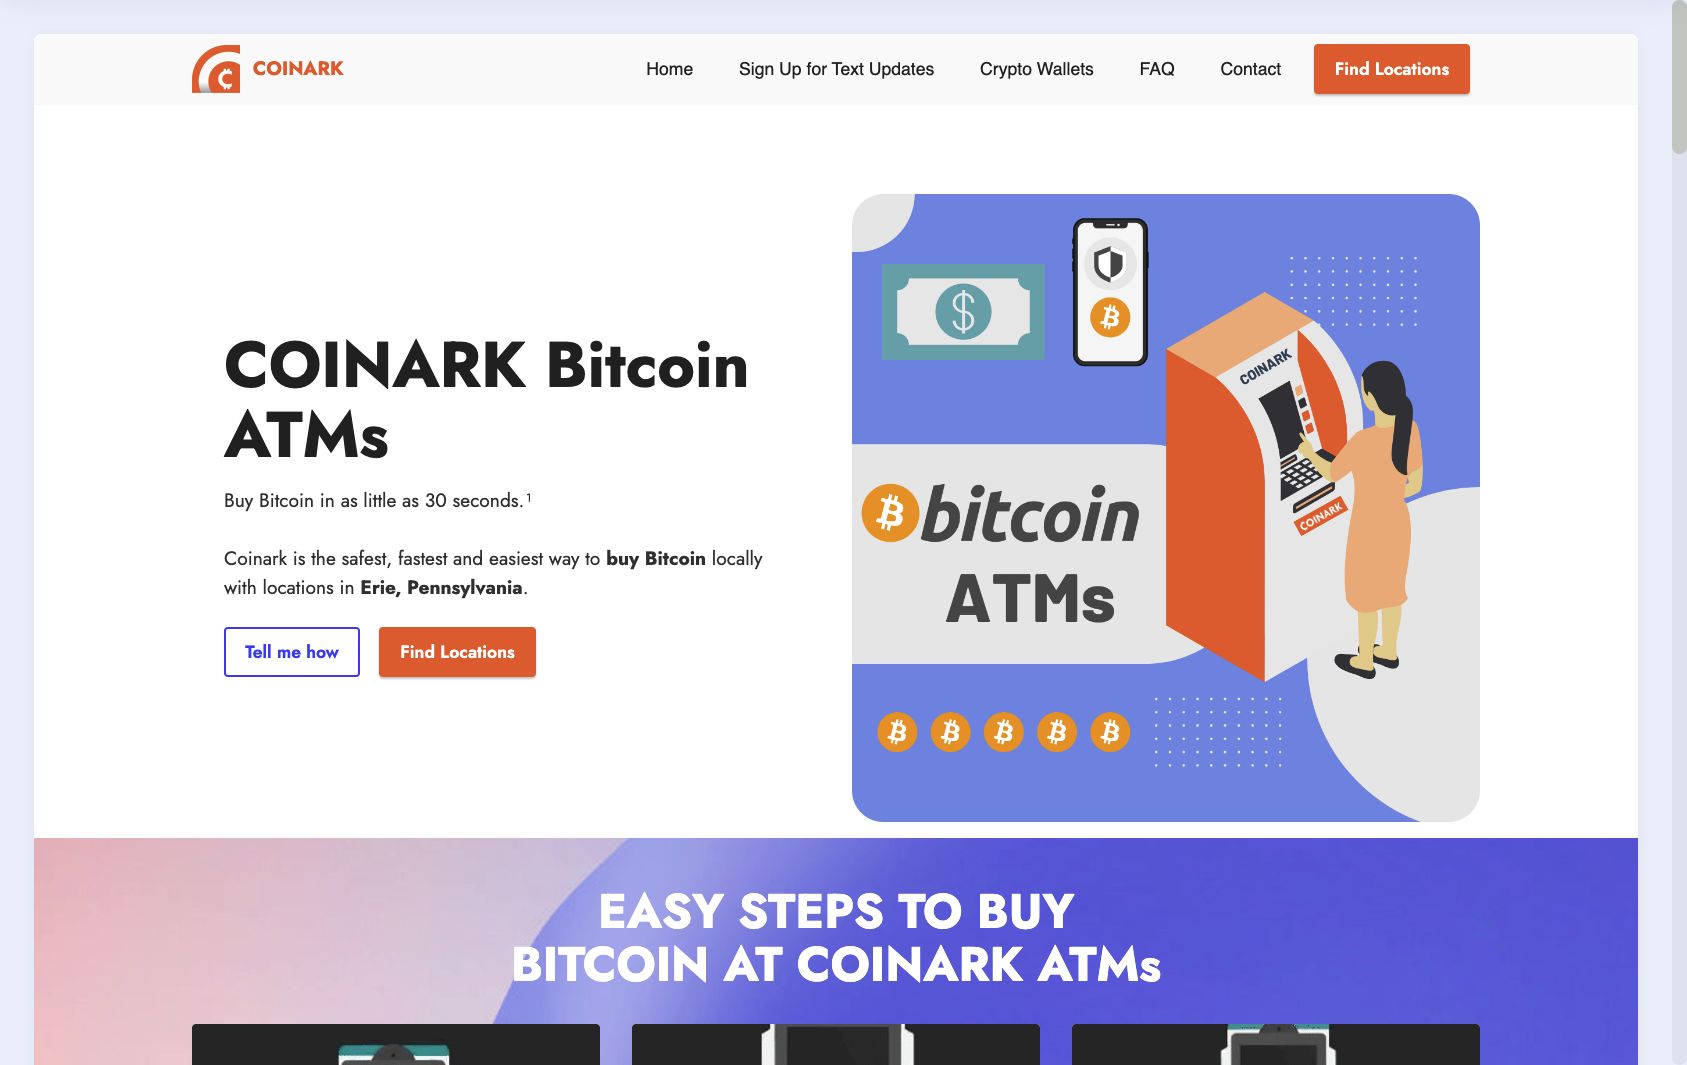 COINARK
Home
Sign Up for Text Updates
Crypto Wallets
FAQ
Contact
Find Locations
COINARK Bitcoin
ATMs
Buy Bitcoin in as little as 30 seconds.¹
Coinark is the safest, fastest and easiest way to buy Bitcoin locally
with locations in Erie, Pennsylvania.
Tell me how
Find Locations
COINARK
COINARK
bitcoin
ATMs
EASY STEPS TO BUY
BITCOIN AT COINARK ATMs